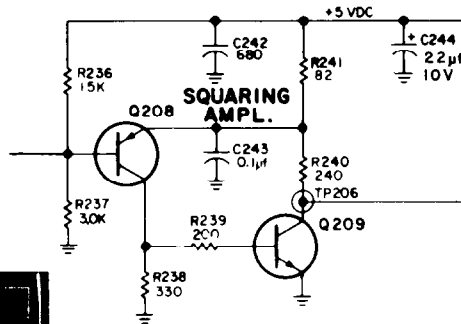 +5 VDC
C242
680
R241
82
+ C244
22µf
10V
R236
15K
SQUARING
AMPL.
Q208
C243
0.1µf
R240
240
TP206
R237
3.0K
R239
200
Q209
R238
330